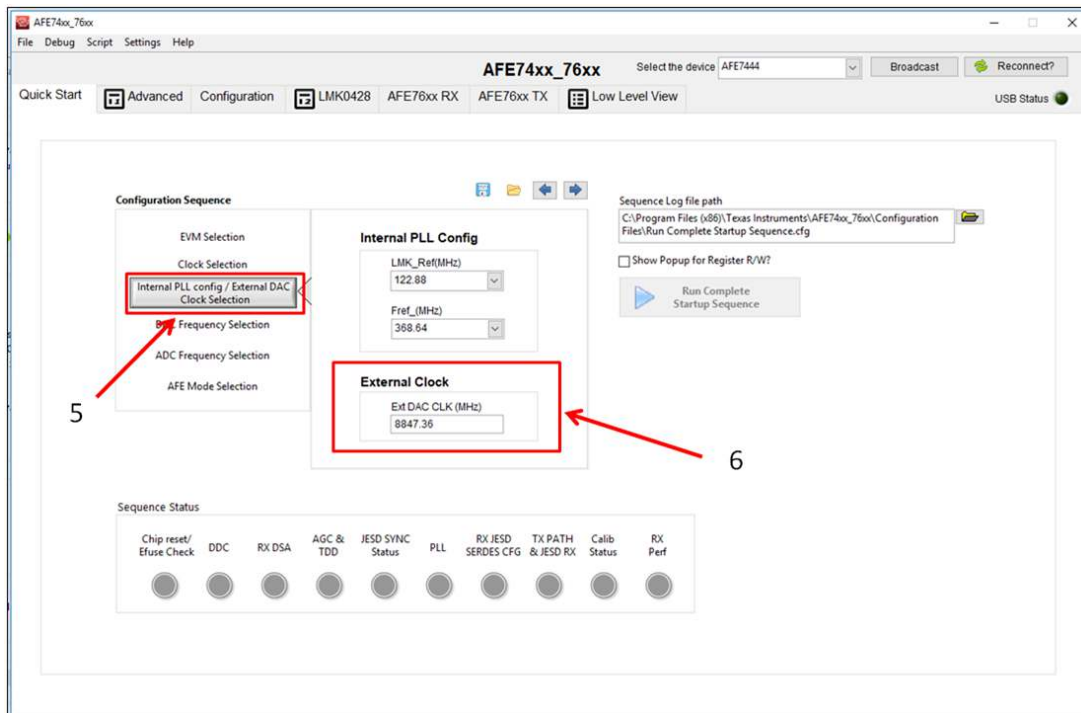 AFE74xx_76xx
File Debug Script Settings Help
AFE74xx_76xx
Select the device AFE7444
Broadcast
Reconnect?
Quick Start
Advanced
Configuration
LMK0428
AFE76xx RX
AFE76xx TX
Low Level View
USB Status
Configuration Sequence
EVM Selection
Clock Selection
Internal PLL config / External DAC
Clock Selection
Frequency Selection
ADC Frequency Selection
AFE Mode Selection
5
Internal PLL Config
LMK_Ref(MHz)
122.88
Fref_(MHz)
368.64
External Clock
Ext DAC CLK (MHz)
8847.36
6
Sequence Log file path
C:\Program Files (x86)\Texas Instruments\AFE74xx_76xx\Configuration
Files\Run Complete Startup Sequence.cfg
Show Popup for Register R/W?
Run Complete
Startup Sequence
Sequence Status
Chip reset/
Efuse Check
DDC
RX DSA
AGC &
TDD
JESD SYNC
Status
PLL
RX JESD
SERDES CFG
TX PATH
& JESD RX
Calib
Status
RX
Perf